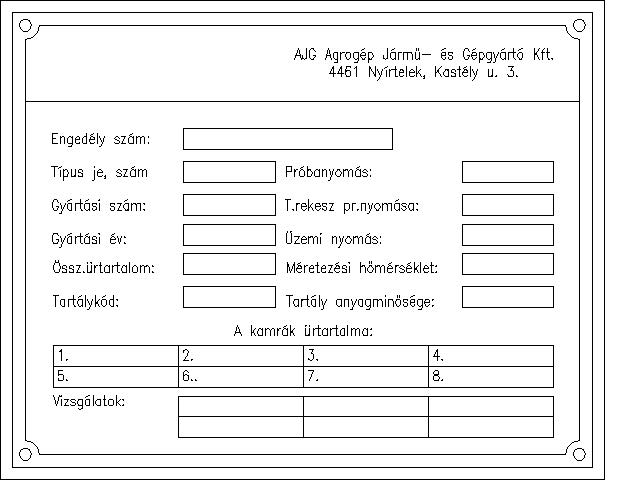 AJG Agrogép Jármű- és Gépgyártó Kft.
4461 Nyírtelek, Kastély u. 3.
Engedély szám:
Típus je, szám Próbanyomás:
Gyártási szám: T.rekesz pr.nyomása:
Gyártási év: Üzemi nyomás:
Össz.ürtartalom: Méretezési hőmérséklet:
Tartálykód: Tartály anyagminősége:
A kamrák ürtartalma:
1. 2. 3. 4.
5. 6.. 7. 8.
Vizsgálatok: